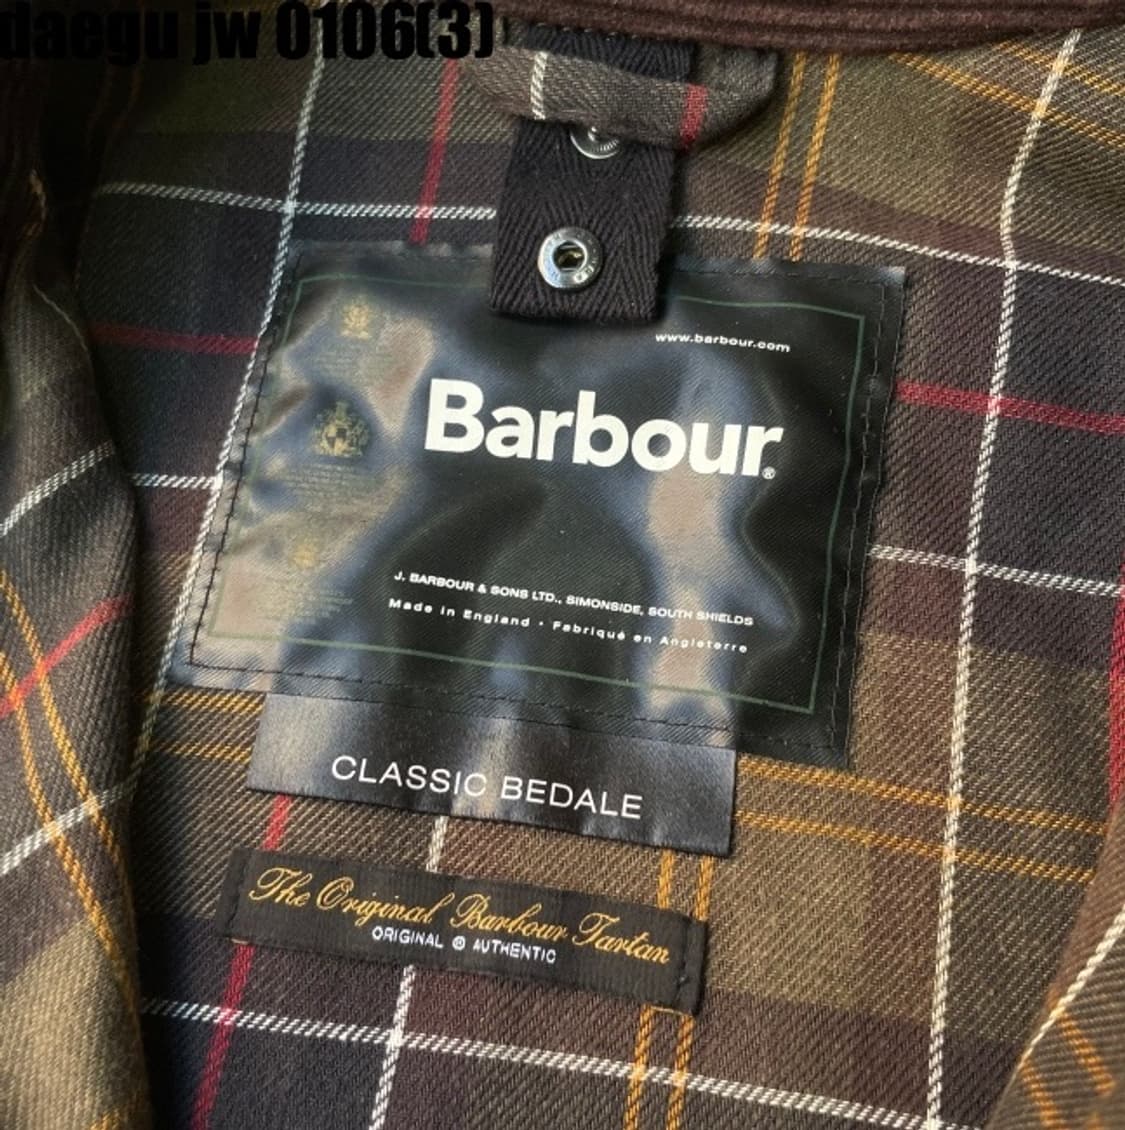 daegu jw 0106(3)
www.barbour.com
Barbour®
J. BARBOUR & SONS LTD., SIMONSIDE, SOUTH SHIELDS
Made in England · Fabriqué en Angleterre
CLASSIC BEDALE
The Original Barbour Tartan
ORIGINAL @ AUTHENTIC